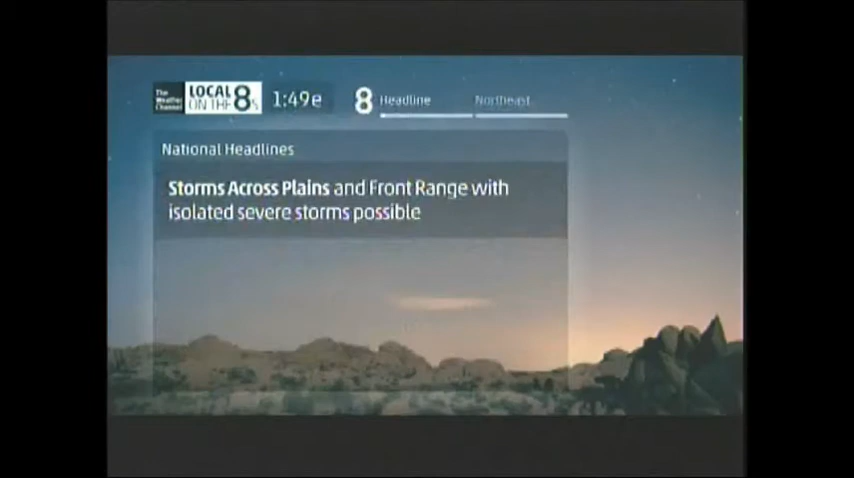 The
Weather
Channel
LOCAL
ON THE 8s
1:49e
8 Headline
Northeast
National Headlines
Storms Across Plains and Front Range with
isolated severe storms possible